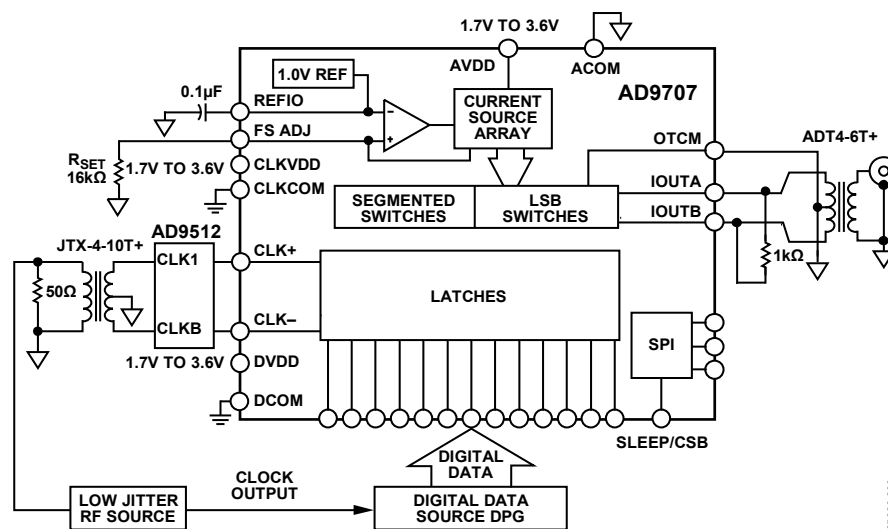 1.7V TO 3.6V
AVDD
ACOM
AD9707
1.0V REF
0.1µF
REFIO
FS ADJ
RSET
16kΩ
1.7V TO 3.6V
CLKVDD
CLKCOM
–
+
CURRENT
SOURCE
ARRAY
OTCM
ADT4-6T+
IOUTA
IOUTB
SEGMENTED
SWITCHES
LSB
SWITCHES
1kΩ
AD9512
JTX-4-10T+
50Ω
CLK1
CLKB
CLK+
CLK–
LATCHES
SPI
1.7V TO 3.6V
DVDD
DCOM
SLEEP/CSB
DIGITAL
DATA
CLOCK
OUTPUT
LOW JITTER
RF SOURCE
DIGITAL DATA
SOURCE DPG